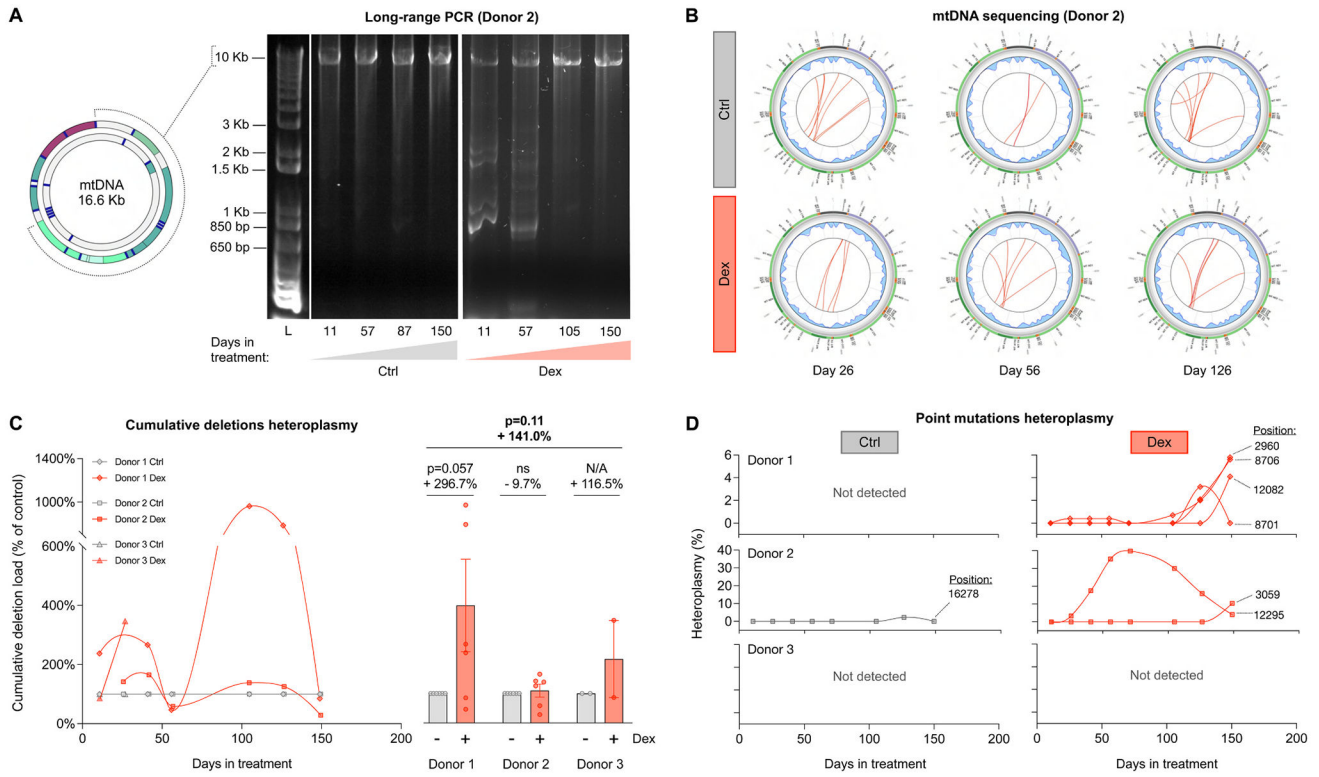 A
Long-range PCR (Donor 2)
10 Kb
3 Kb
2 Kb
1.5 Kb
1 Kb
850 bp
650 bp
mtDNA
16.6 Kb
L 11 57 87 150 11 57 105 150
Days in
treatment:
Ctrl Dex
B
mtDNA sequencing (Donor 2)
Ctrl
Dex
Day 26 Day 56 Day 126
C
Cumulative deletions heteroplasmy
Cumulative deletion load (% of control)
1400%
1000%
600%
400%
200%
0%
Donor 1 Ctrl
Donor 1 Dex
Donor 2 Ctrl
Donor 2 Dex
Donor 3 Ctrl
Donor 3 Dex
0 50 100 150 200
Days in treatment
p=0.11
+ 141.0%
p=0.057 ns N/A
+ 296.7% - 9.7% + 116.5%
- + - + - + Dex
Donor 1 Donor 2 Donor 3
D
Point mutations heteroplasmy
Ctrl Dex
Heteroplasmy (%)
6
4
2
0
Donor 1
Not detected
Position:
2960
8706
12082
8701
40
30
20
10
0
Donor 2
Position:
16278
3059
12295
Donor 3
Not detected
Not detected
0 50 100 150 200
Days in treatment
0 50 100 150 200
Days in treatment